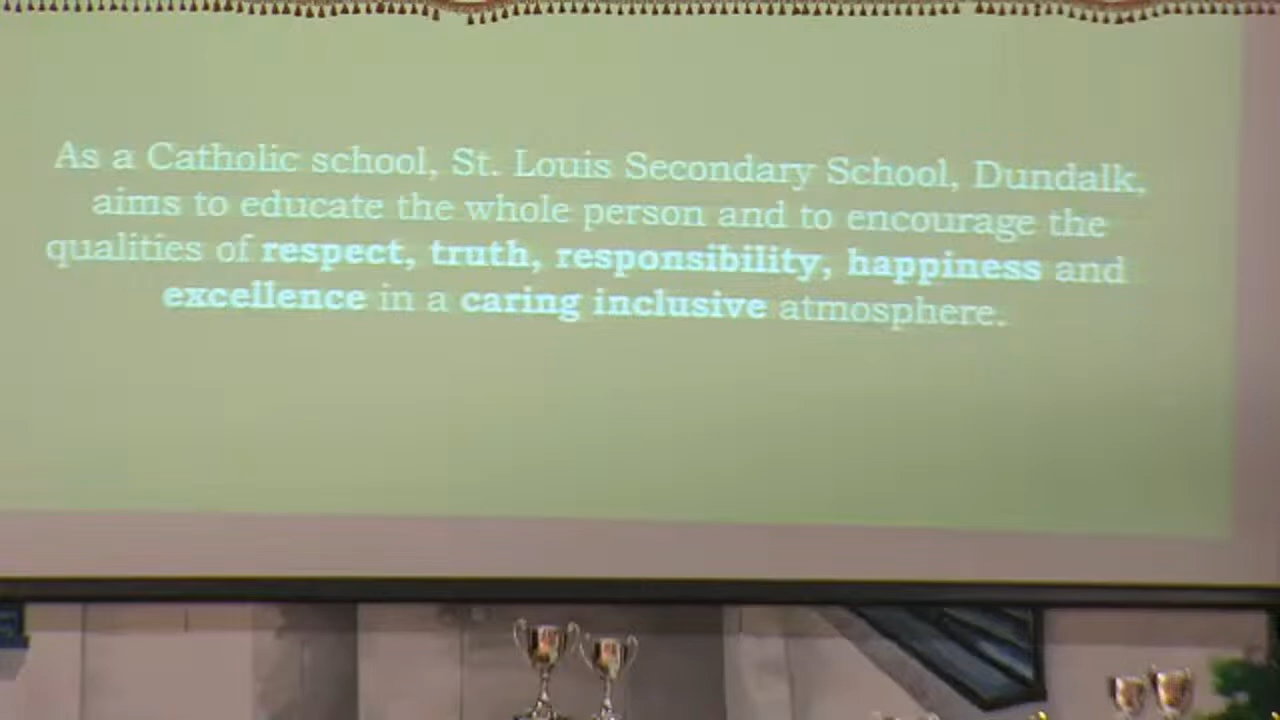 As a Catholic school, St. Louis Secondary School, Dundalk,
aims to educate the whole person and to encourage the
qualities of respect, truth, responsibility, happiness and
excellence in a caring inclusive atmosphere.